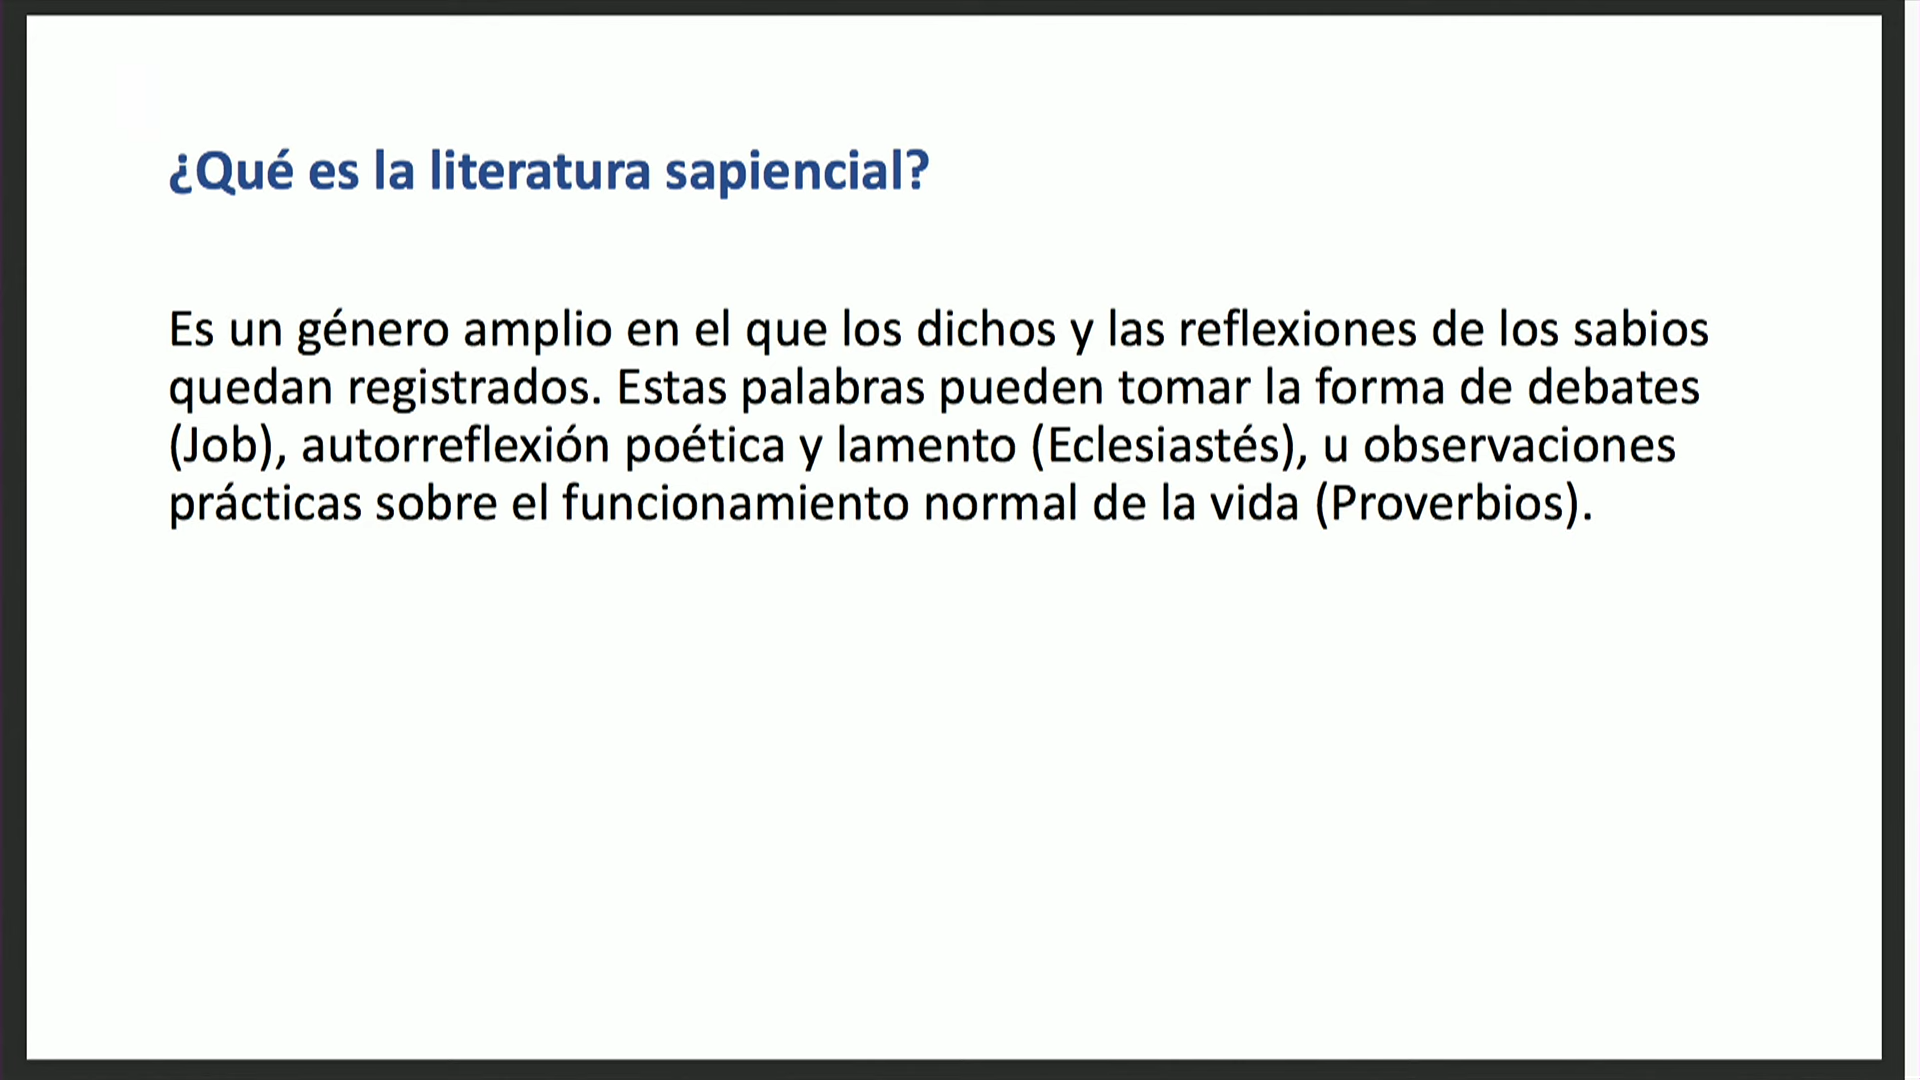 ¿Qué es la literatura sapiencial?
Es un género amplio en el que los dichos y las reflexiones de los sabios
quedan registrados. Estas palabras pueden tomar la forma de debates
(Job), autorreflexión poética y lamento (Eclesiastés), u observaciones
prácticas sobre el funcionamiento normal de la vida (Proverbios).